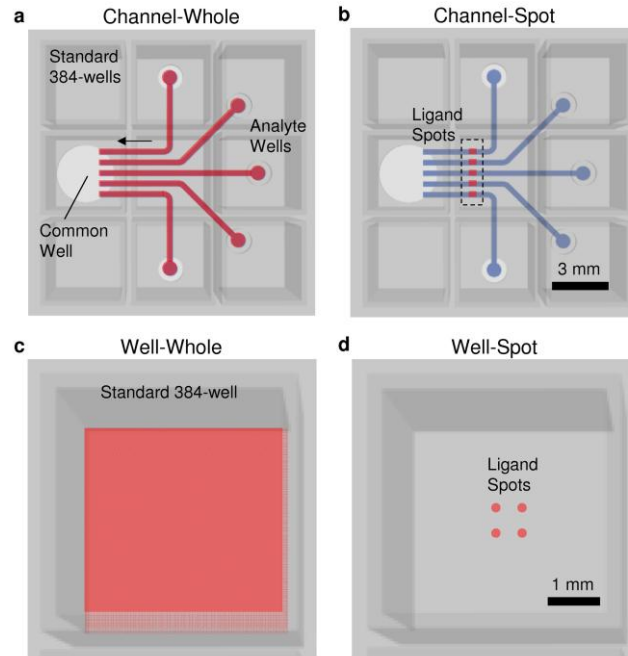 a Channel-Whole
Standard
384-wells
Analyte
Wells
Common
Well
b Channel-Spot
Ligand
Spots
3 mm
c Well-Whole
Standard 384-well
d Well-Spot
Ligand
Spots
1 mm